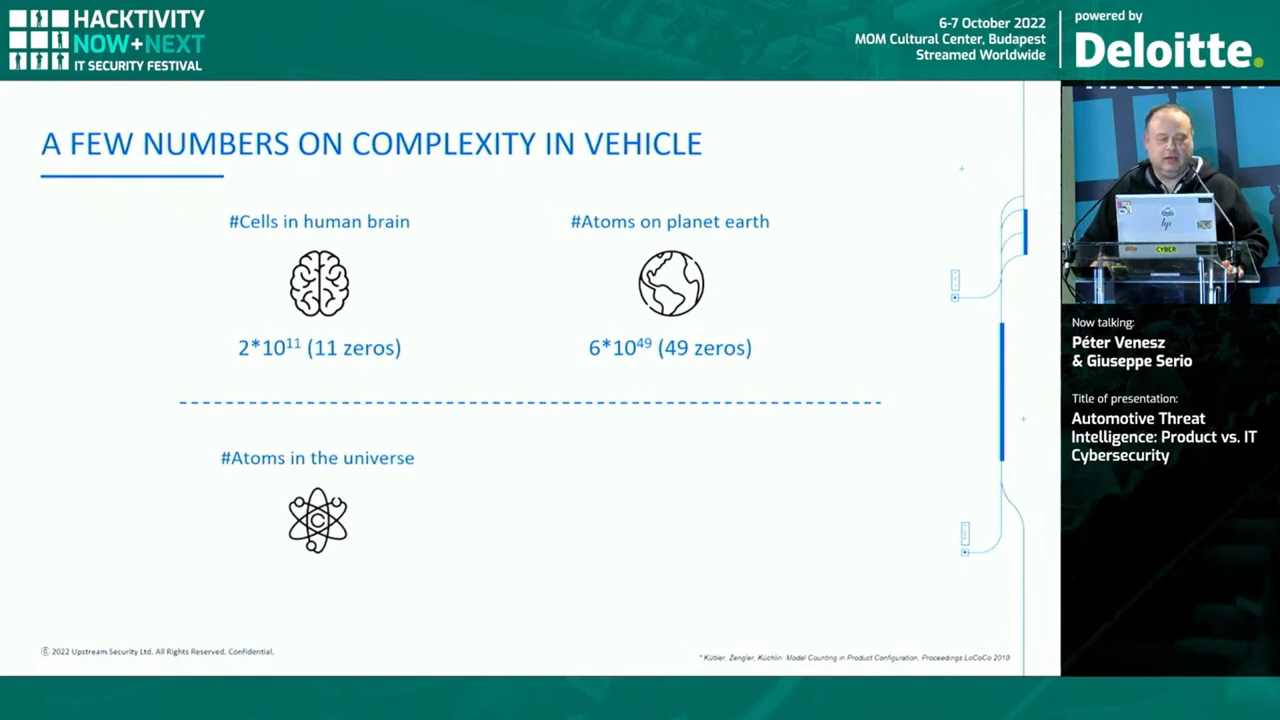 HACKTIVITY
NOW+NEXT
IT SECURITY FESTIVAL
6-7 October 2022
MOM Cultural Center, Budapest
Streamed Worldwide
powered by
Deloitte.
A FEW NUMBERS ON COMPLEXITY IN VEHICLE
#Cells in human brain
#Atoms on planet earth
2*10¹¹ (11 zeros)
6*10⁴⁹ (49 zeros)
#Atoms in the universe
© 2022 Upstream Security Ltd. All Rights Reserved, Confidential.
* Kübler, Zengler, Küchlin: Model Counting in Product Configuration, Proceedings LoCoCo 2010
hp
CYBER
Now talking:
Péter Venesz
& Giuseppe Serio
Title of presentation:
Automotive Threat
Intelligence: Product vs. IT
Cybersecurity